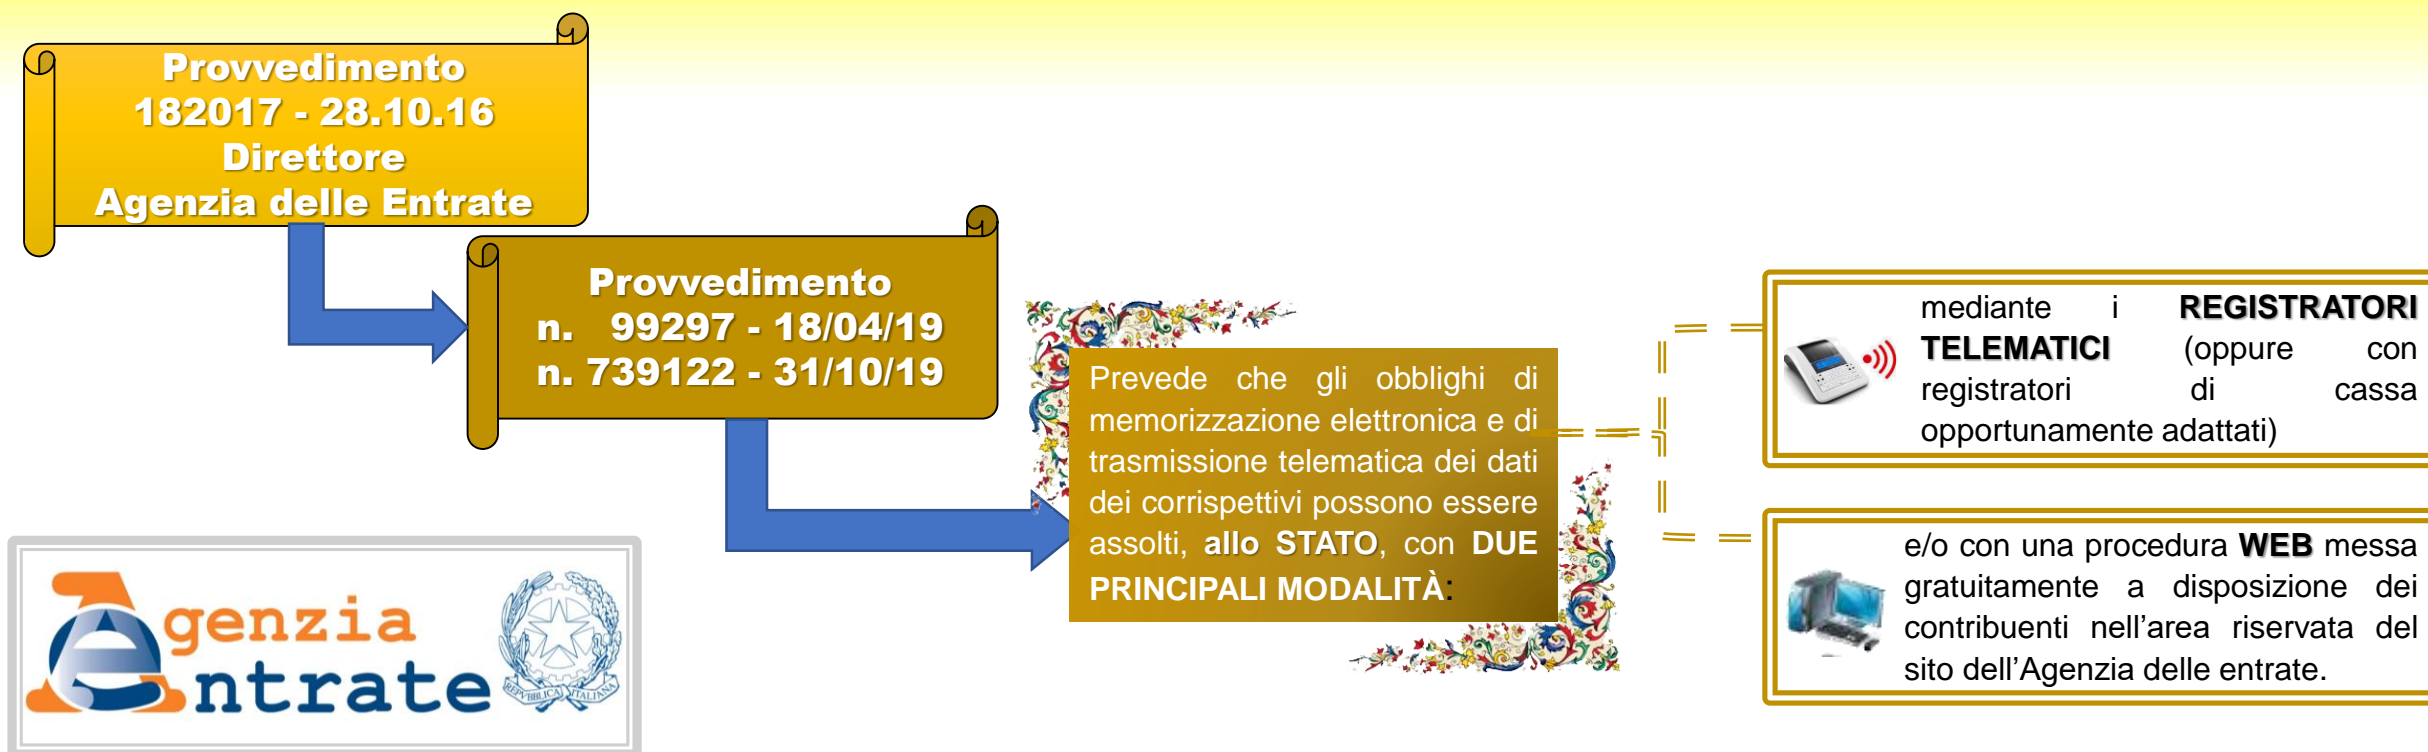 Provvedimento
182017 - 28.10.16
Direttore
Agenzia delle Entrate
Provvedimento
n. 99297 - 18/04/19
n. 739122 - 31/10/19
Prevede che gli obblighi di
memorizzazione elettronica e di
trasmissione telematica dei dati
dei corrispettivi possono essere
assolti, allo STATO, con DUE
PRINCIPALI MODALITÀ:
mediante i REGISTRATORI
TELEMATICI (oppure con
registratori di cassa
opportunamente adattati)
e/o con una procedura WEB messa
gratuitamente a disposizione dei
contribuenti nell’area riservata del
sito dell’Agenzia delle entrate.
Agenzia
Entrate
REPVBBLICA ITALIANA